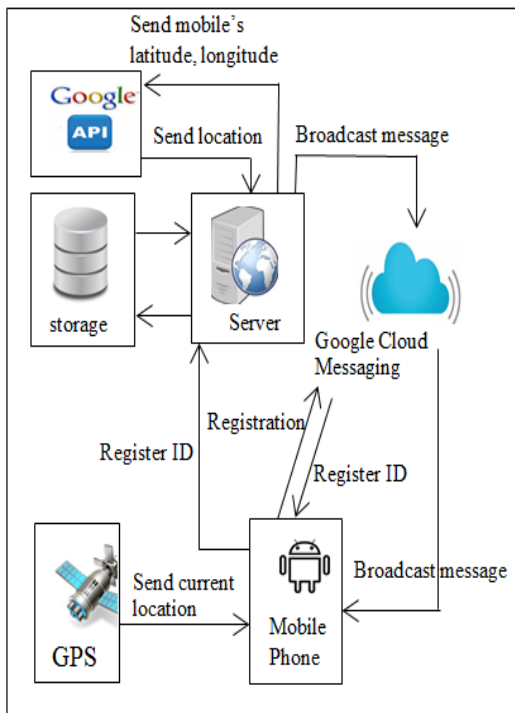 Send mobile's
latitude, longitude
Google
API
Send location
Broadcast message
storage
Server
Google Cloud
Messaging
Registration
Register ID
Register ID
Send current
location
GPS
Mobile
Phone
Broadcast message